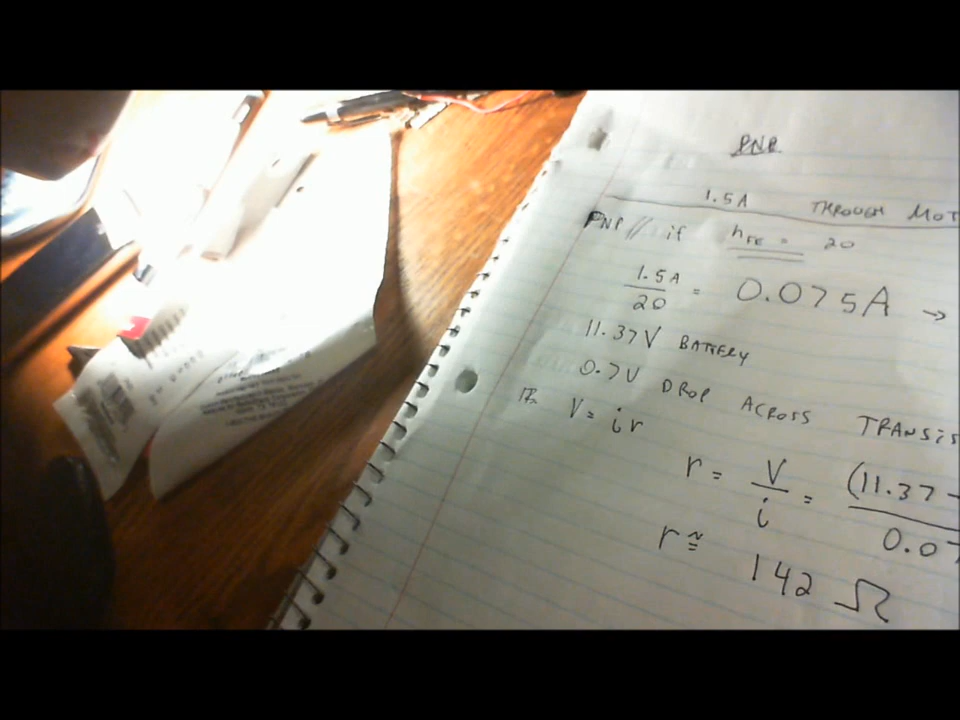 PNP
1.5A THROUGH MOT
PNP // if hFE = 20
1.5A
20
= 0.075A →
11.37V BATTERY
0.7V DROP ACROSS TRANSIS
V = ir
r = V/i = (11.37 -
0.07
r ≅ 142 Ω